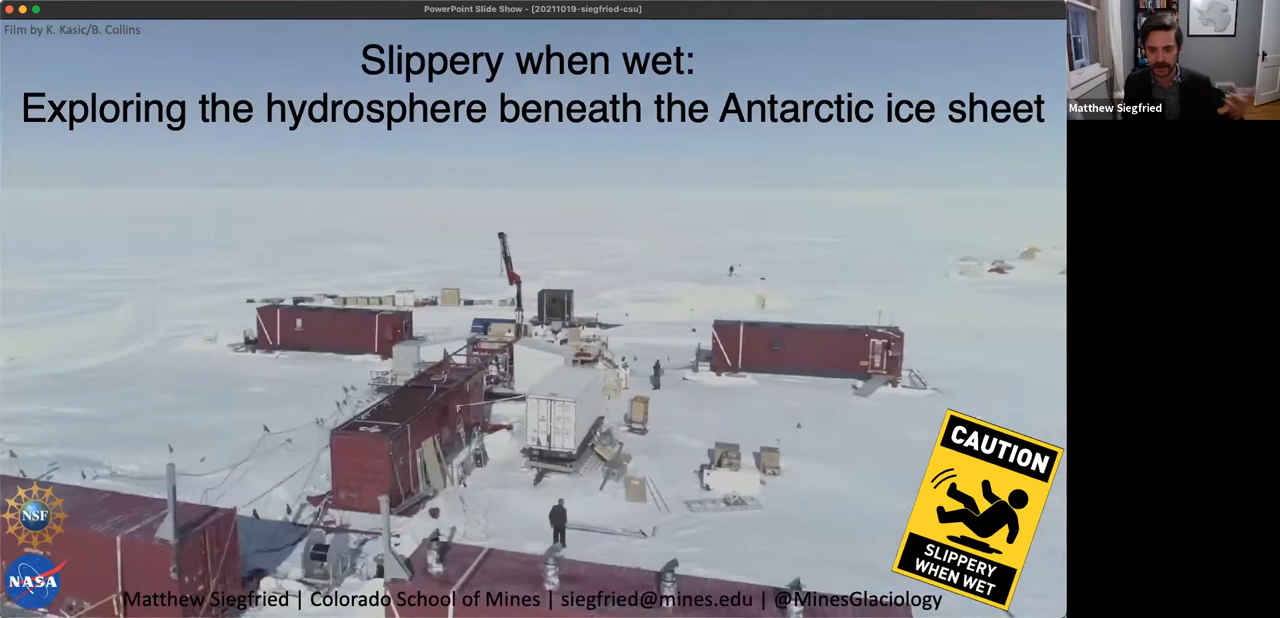 PowerPoint Slide Show - [20211019-siegfried-csu]
Film by K. Kasic/B. Collins
Slippery when wet:
Exploring the hydrosphere beneath the Antarctic ice sheet
Matthew Siegfried
CAUTION
SLIPPERY
WHEN WET
NSF
NASA
Matthew Siegfried | Colorado School of Mines | siegfried@mines.edu | @MinesGlaciology